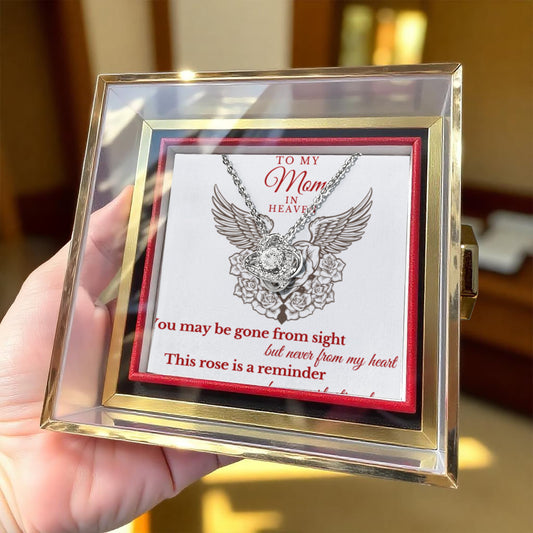 TO MY
Mom
IN
HEAVEN
You may be gone from sight
but never from my heart
This rose is a reminder